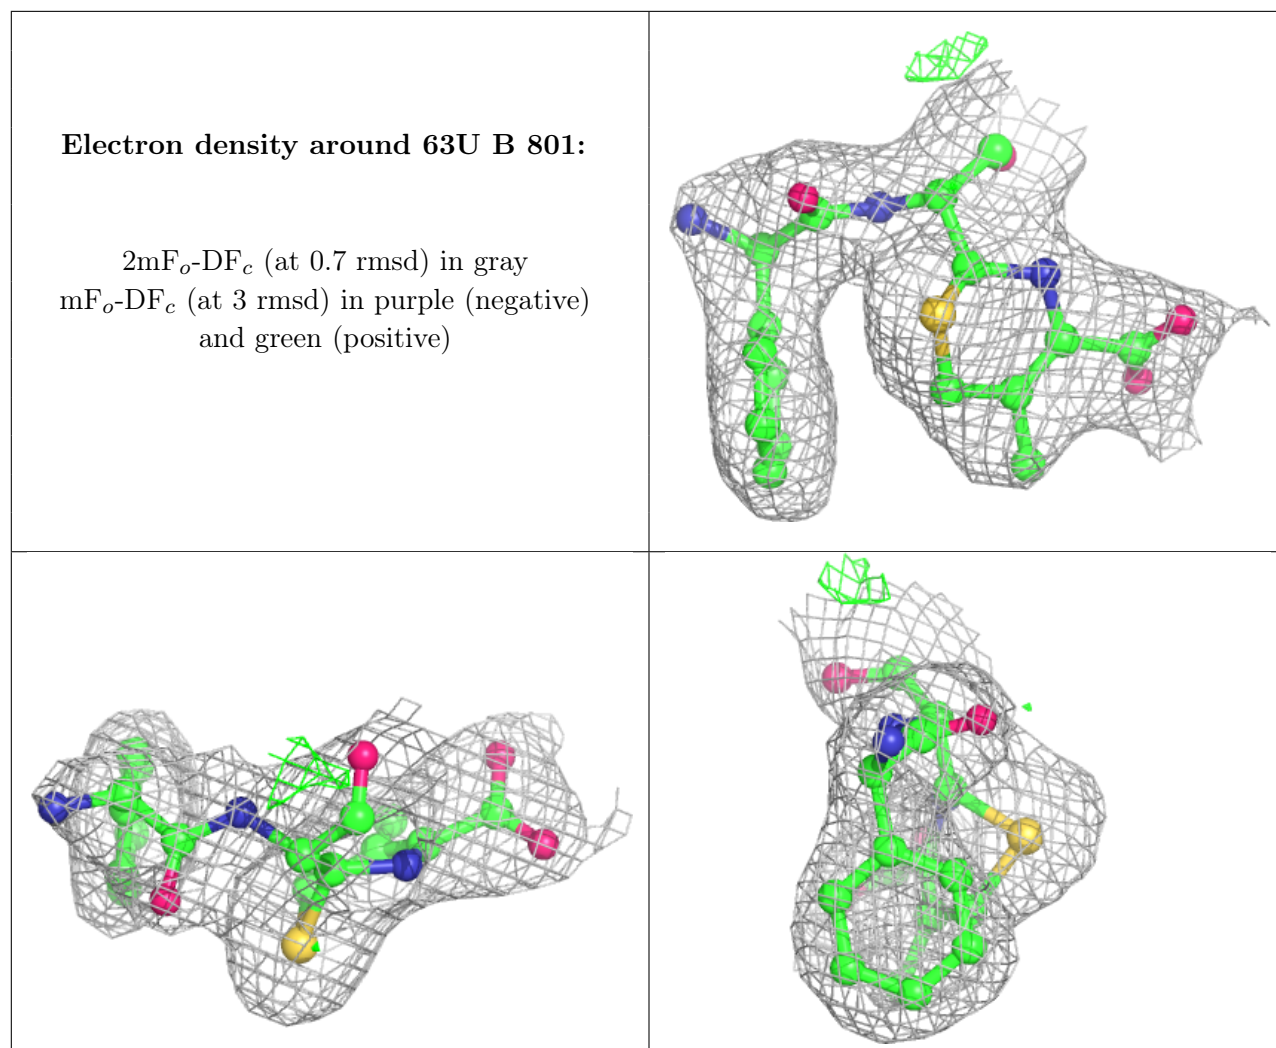 Electron density around 63U B 801:
2mFo-DFc (at 0.7 rmsd) in gray
mFo-DFc (at 3 rmsd) in purple (negative)
and green (positive)